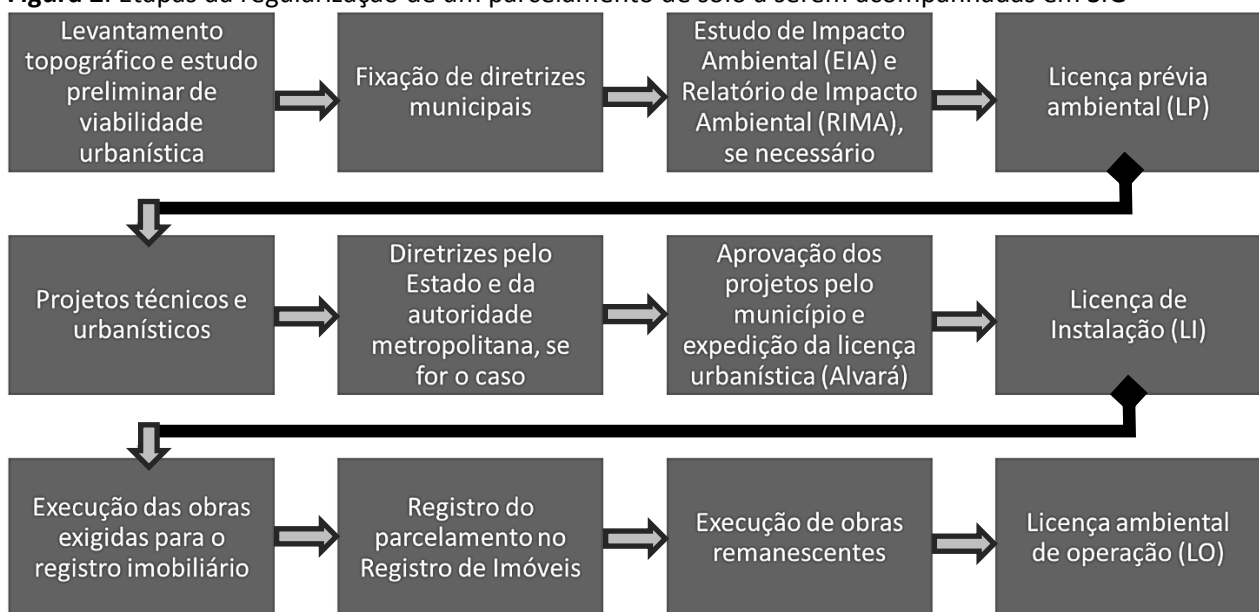 Figura 2. Etapas da regularização de um parcelamento de solo a serem acompanhadas em SIG
Levantamento
topográfico e estudo
preliminar de
viabilidade
urbanística
Fixação de diretrizes
municipais
Estudo de Impacto
Ambiental (EIA) e
Relatório de Impacto
Ambiental (RIMA),
se necessário
Licença prévia
ambiental (LP)
Projetos técnicos e
urbanísticos
Diretrizes pelo
Estado e da
autoridade
metropolitana, se
for o caso
Aprovação dos
projetos pelo
município e
expedição da licença
urbanística (Alvará)
Licença de
Instalação (LI)
Execução das obras
exigidas para o
registro imobiliário
Registro do
parcelamento no
Registro de Imóveis
Execução de obras
remanescentes
Licença ambiental
de operação (LO)